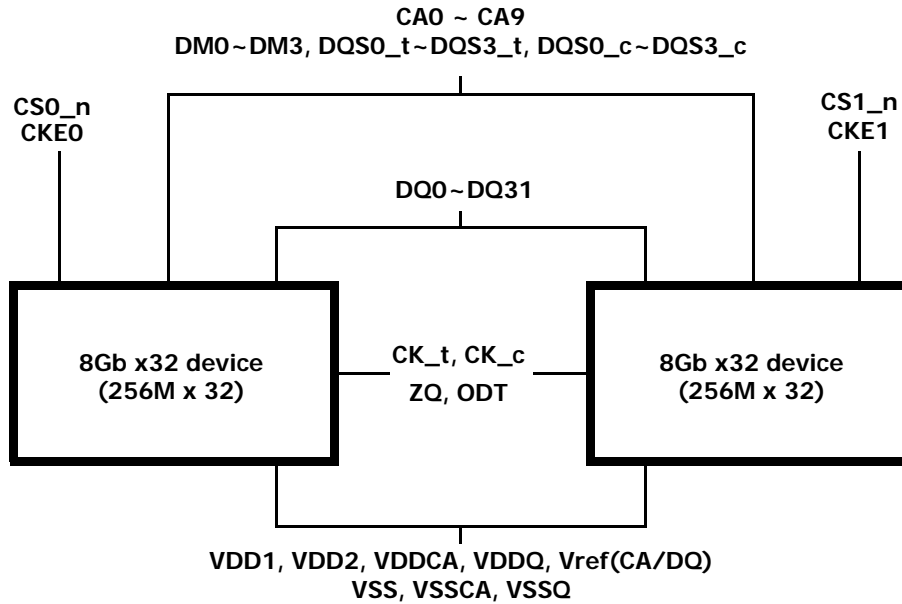 CA0 ~ CA9
DM0~DM3, DQS0_t~DQS3_t, DQS0_c~DQS3_c
CS0_n
CKE0
CS1_n
CKE1
DQ0~DQ31
8Gb x32 device
(256M x 32)
CK_t, CK_c
ZQ, ODT
8Gb x32 device
(256M x 32)
VDD1, VDD2, VDDCA, VDDQ, Vref(CA/DQ)
VSS, VSSCA, VSSQ